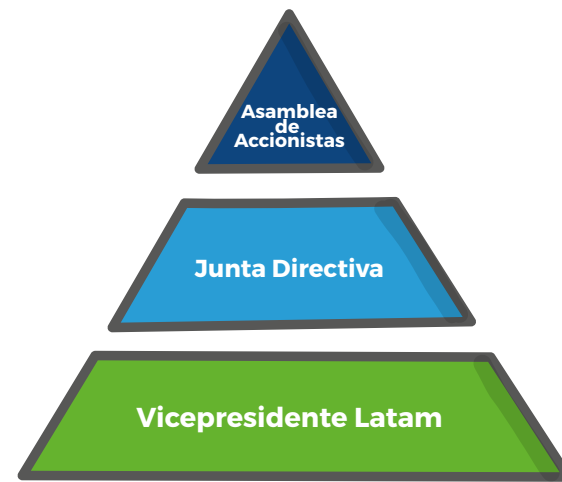 Asamblea
de
Accionistas
Junta Directiva
Vicepresidente Latam